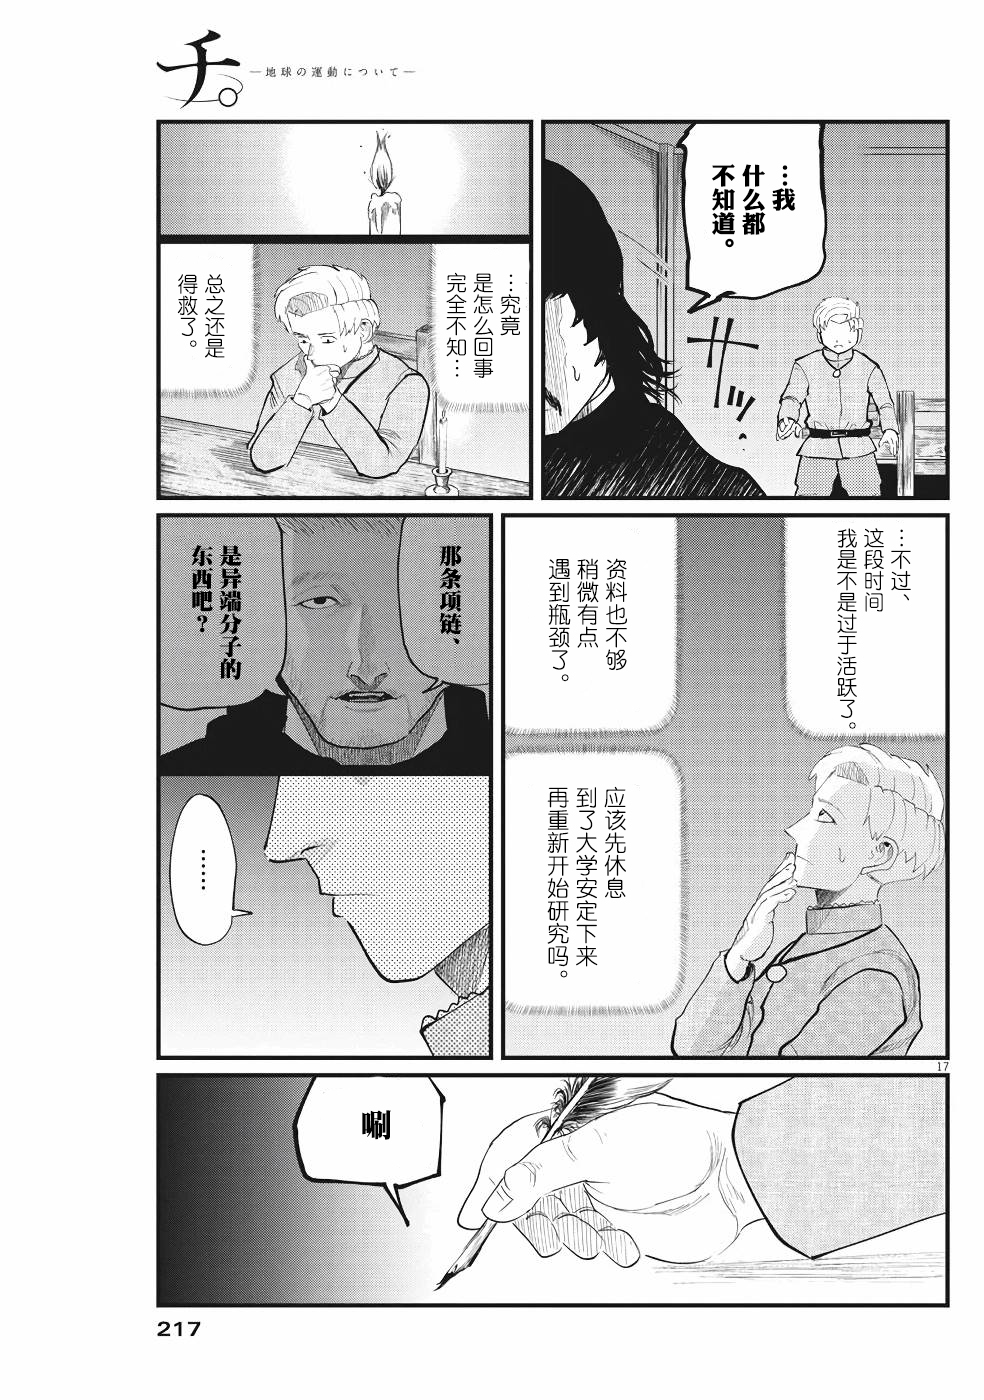 チ。
―地球の運動について―
…我
什么都
不知道。
ギッ
…究竟
是怎么回事
完全不知…
总之还是
得救了。
…不过、
这段时间
我是不是过于活跃了。
资料也不够
稍微有点
遇到瓶颈了。
应该先休息
到了大学安定下来
再重新开始研究吗。
那条项链、
是异端分子的
东西吧？
……
唰
17
217